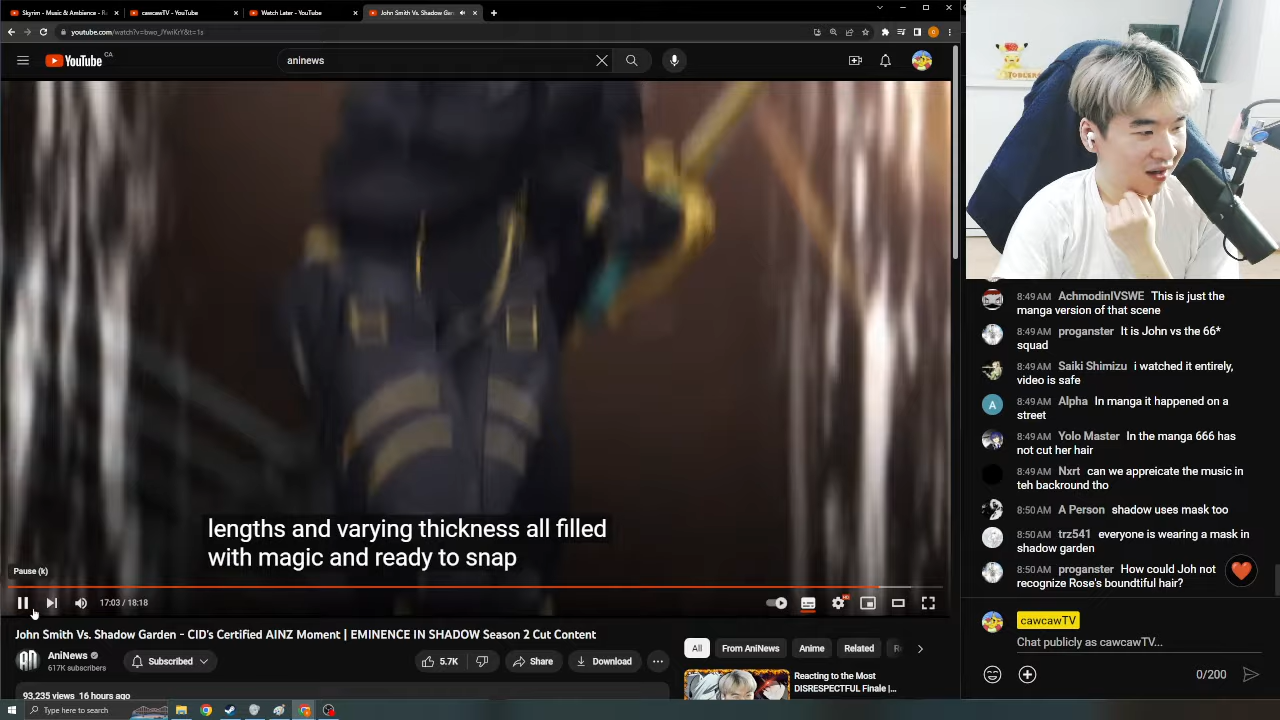 Skyrim - Music & Ambience - R
cawcawTV - YouTube
Watch Later - YouTube
John Smith Vs. Shadow Gar
youtube.com/watch?v=bwo_JYwiKrY&t=1s
YouTube CA
aninews
lengths and varying thickness all filled
with magic and ready to snap
Pause (k)
17:03 / 18:18
HD
John Smith Vs. Shadow Garden - CID's Certified AINZ Moment | EMINENCE IN SHADOW Season 2 Cut Content
AniNews
617K subscribers
Subscribed
5.7K
Share
Download
93,235 views 16 hours ago
All
From AniNews
Anime
Related
Reacting to the Most
DISRESPECTFUL Finale |...
Type here to search
8:49 AM AchmodinIVSWE This is just the
manga version of that scene
8:49 AM proganster It is John vs the 66*
squad
8:49 AM Saiki Shimizu i watched it entirely,
video is safe
A
8:49 AM Alpha In manga it happened on a
street
8:49 AM Yolo Master In the manga 666 has
not cut her hair
8:49 AM Nxrt can we appreicate the music in
teh backround tho
8:50 AM A Person shadow uses mask too
8:50 AM trz541 everyone is wearing a mask in
shadow garden
8:50 AM proganster How could Joh not
recognize Rose's boundtiful hair?
cawcawTV
Chat publicly as cawcawTV...
0/200